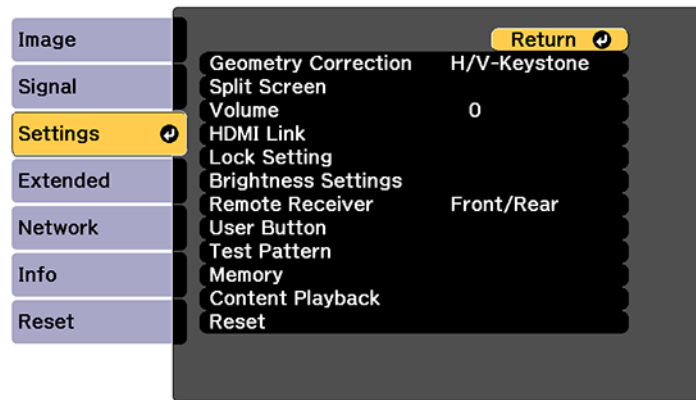 Image
Signal
Settings
Extended
Network
Info
Reset
Return
Geometry Correction H/V-Keystone
Split Screen
Volume 0
HDMI Link
Lock Setting
Brightness Settings
Remote Receiver Front/Rear
User Button
Test Pattern
Memory
Content Playback
Reset